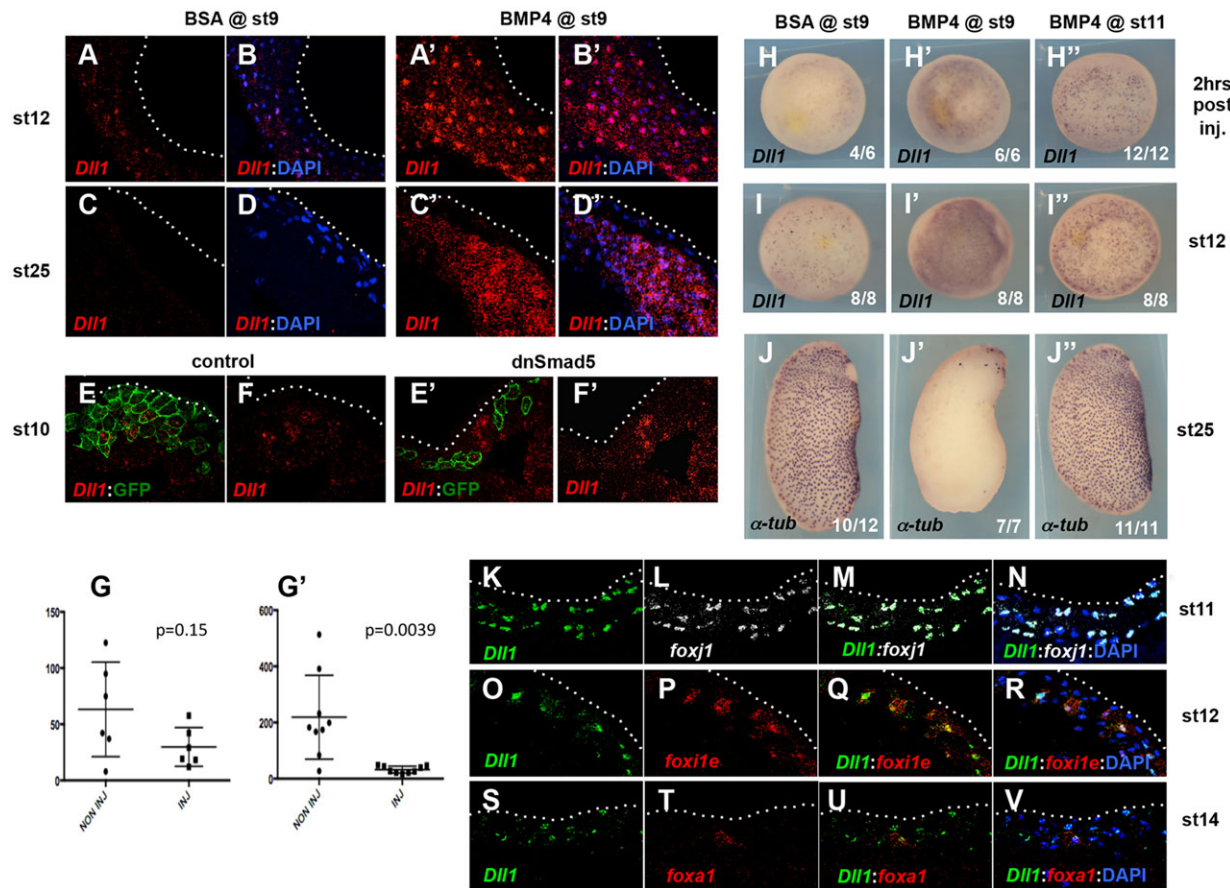 BSA @ st9
BMP4 @ st9
A
B
A'
B'
st12
Dll1
Dll1:DAPI
Dll1
Dll1:DAPI
C
D
C'
D'
st25
Dll1
Dll1:DAPI
Dll1
Dll1:DAPI
control
dnSmad5
E
F
E'
F'
st10
Dll1:GFP
Dll1
Dll1:GFP
Dll1
BSA @ st9
BMP4 @ st9
BMP4 @ st11
H
H'
H''
2hrs
post
inj.
Dll1
4/6
Dll1
6/6
Dll1
12/12
I
I'
I''
st12
Dll1
8/8
Dll1
8/8
Dll1
8/8
J
J'
J''
st25
α-tub
10/12
α-tub
7/7
α-tub
11/11
G
p=0.15
150
100
50
0
NON INJ
INJ
G'
p=0.0039
600
400
200
0
NON INJ
INJ
K
L
M
N
st11
Dll1
foxj1
Dll1:foxj1
Dll1:foxj1:DAPI
O
P
Q
R
st12
Dll1
foxi1e
Dll1:foxi1e
Dll1:foxi1e:DAPI
S
T
U
V
st14
Dll1
foxa1
Dll1:foxa1
Dll1:foxa1:DAPI